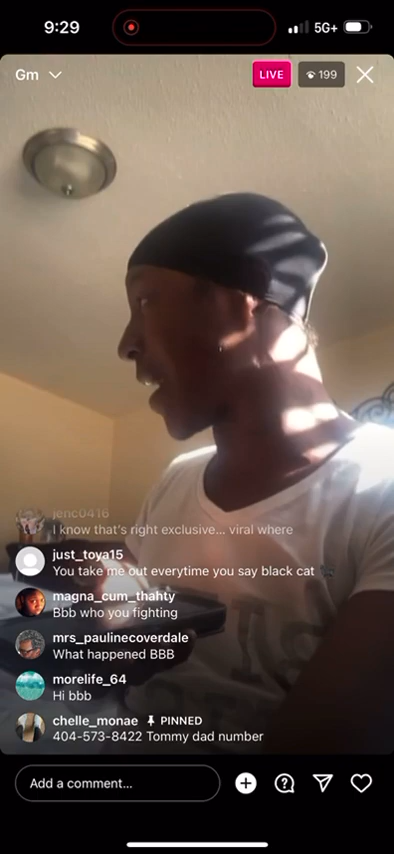 9:29
5G+
Gm
LIVE
199
jenc0416
I know that's right exclusive... viral where
just_toya15
You take me out everytime you say black cat
magna_cum_thahty
Bbb who you fighting
mrs_paulinecoverdale
What happened BBB
morelife_64
Hi bbb
chelle_monae PINNED
404-573-8422 Tommy dad number
Add a comment...